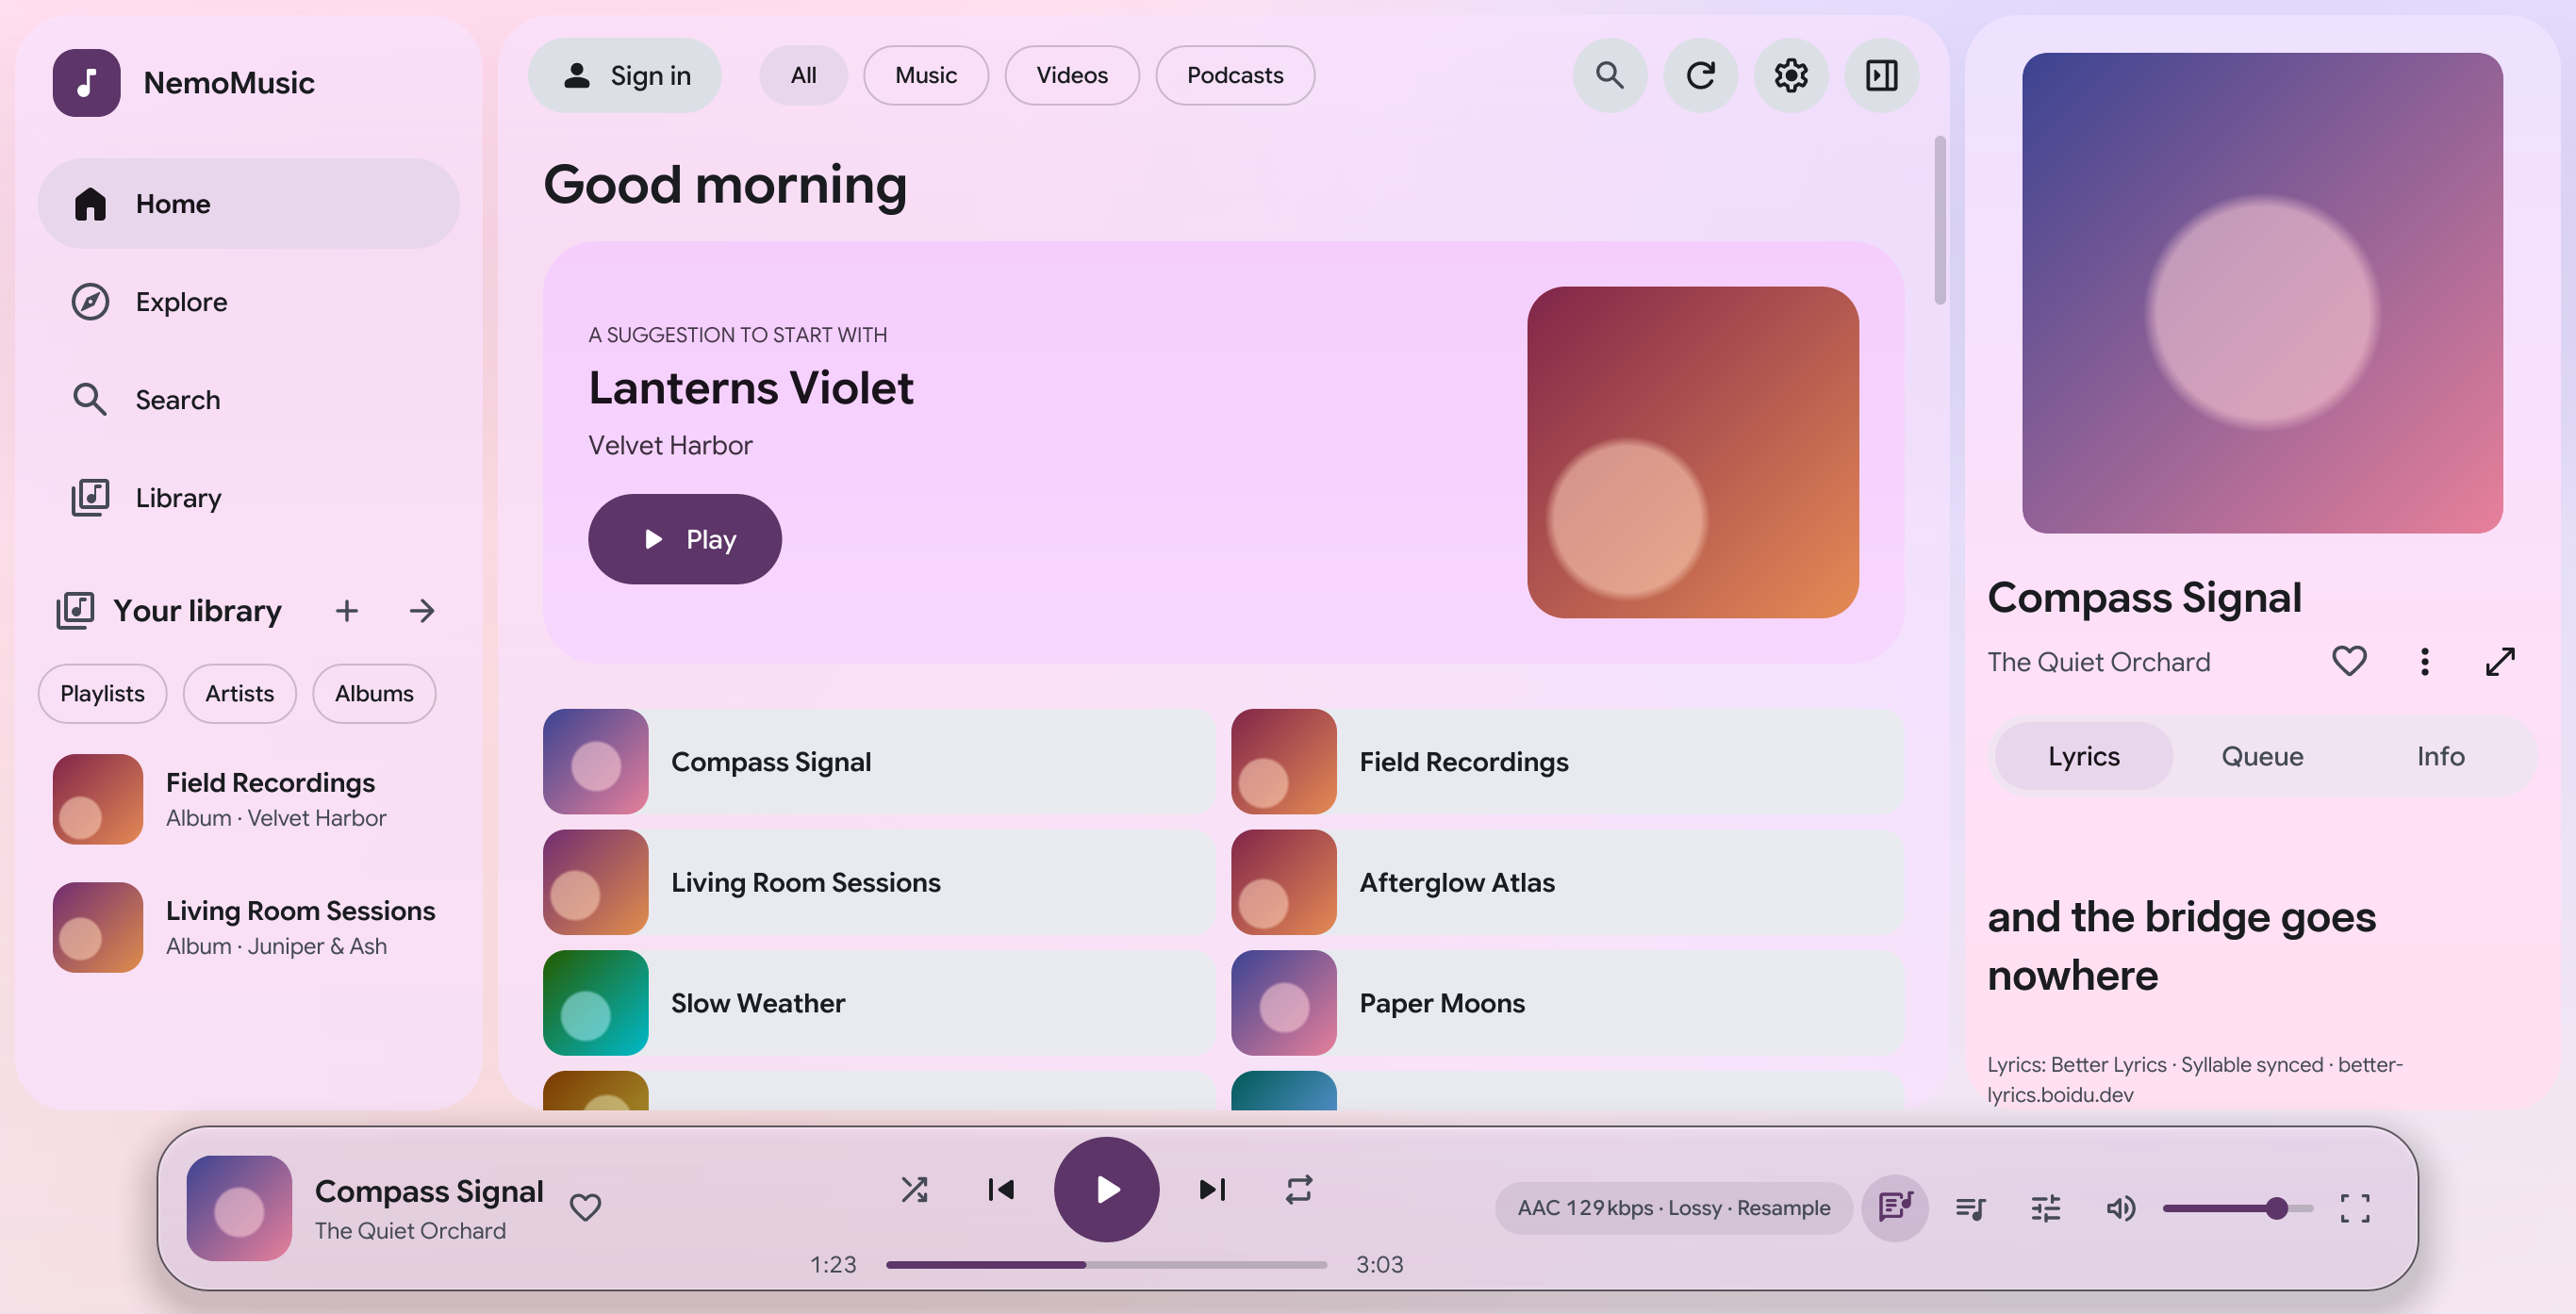 NemoMusic
Home
Explore
Search
Library
Your library
Playlists
Artists
Albums
Field Recordings
Album · Velvet Harbor
Living Room Sessions
Album · Juniper & Ash
Sign in
All
Music
Videos
Podcasts
Good morning
A SUGGESTION TO START WITH
Lanterns Violet
Velvet Harbor
Play
Compass Signal
Field Recordings
Living Room Sessions
Afterglow Atlas
Slow Weather
Paper Moons
Compass Signal
The Quiet Orchard
Lyrics
Queue
Info
and the bridge goes
nowhere
Lyrics: Better Lyrics · Syllable synced · better-
lyrics.boidu.dev
Compass Signal
The Quiet Orchard
1:23
3:03
AAC 129 kbps · Lossy · Resample